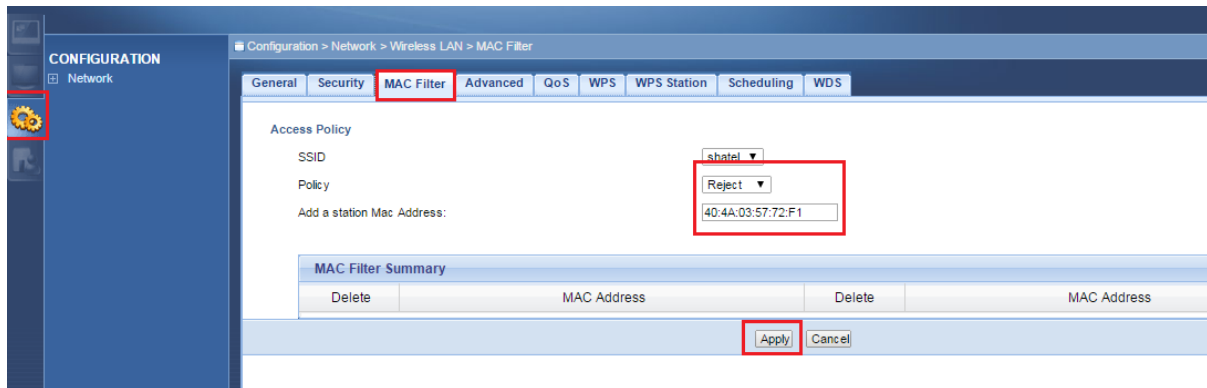 Configuration > Network > Wireless LAN > MAC Filter
CONFIGURATION
Network
General Security MAC Filter Advanced QoS WPS WPS Station Scheduling WDS
Access Policy
SSID shatel
Policy Reject
Add a station Mac Address: 40:4A:03:57:72:F1
MAC Filter Summary
Delete MAC Address Delete MAC Address
Apply Cancel